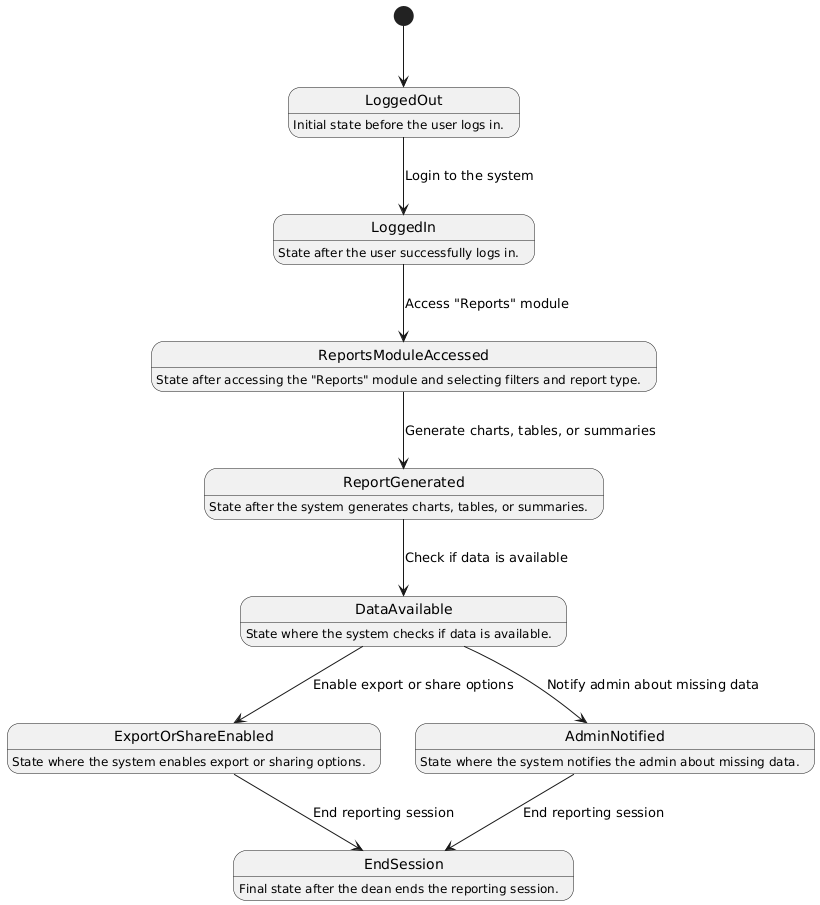 LoggedOut
Initial state before the user logs in.
Login to the system
LoggedIn
State after the user successfully logs in.
Access "Reports" module
ReportsModuleAccessed
State after accessing the "Reports" module and selecting filters and report type.
Generate charts, tables, or summaries
ReportGenerated
State after the system generates charts, tables, or summaries.
Check if data is available
DataAvailable
State where the system checks if data is available.
Enable export or share options
Notify admin about missing data
ExportOrShareEnabled
State where the system enables export or sharing options.
AdminNotified
State where the system notifies the admin about missing data.
End reporting session
End reporting session
EndSession
Final state after the dean ends the reporting session.